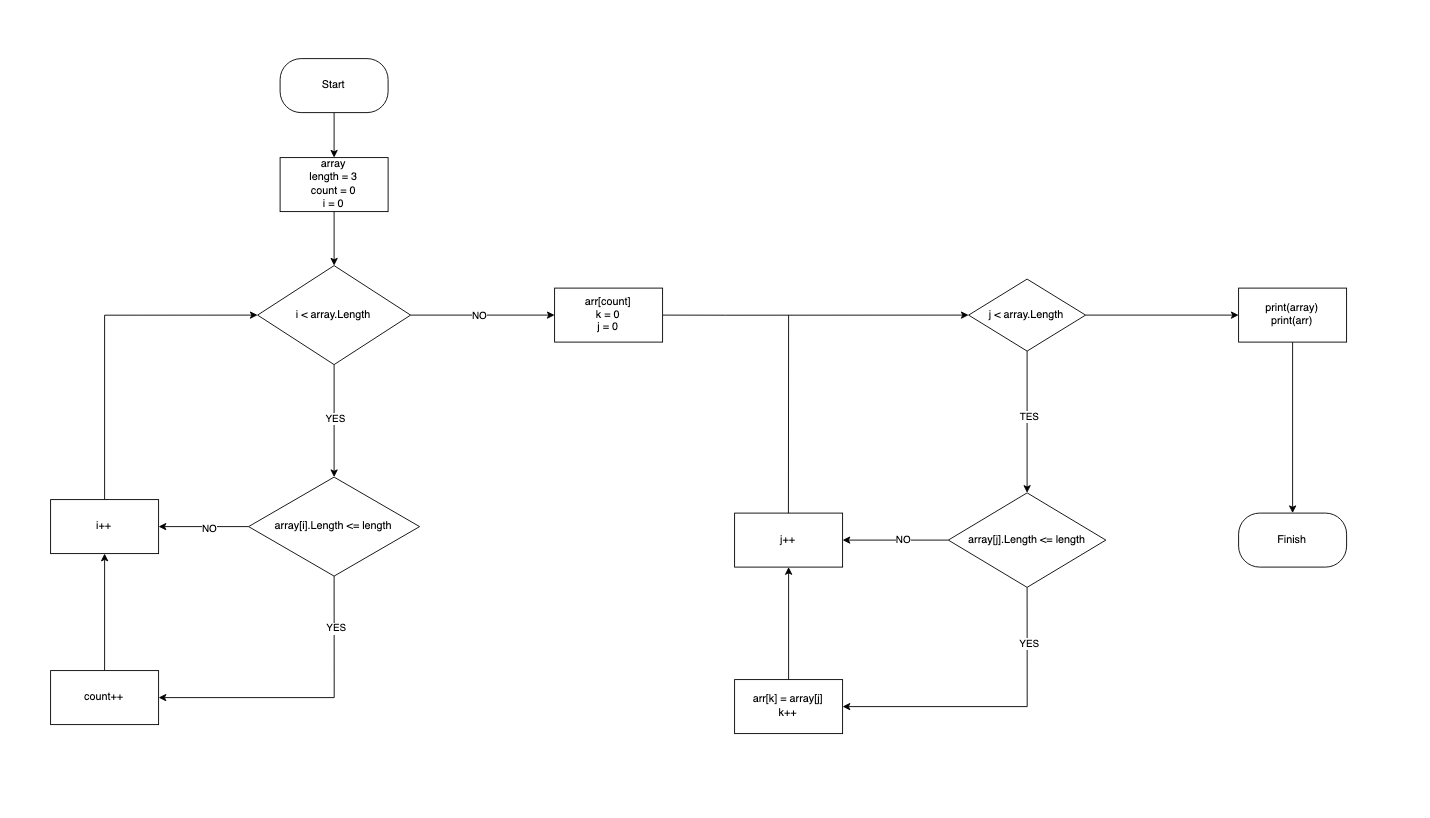 Start
array
length = 3
count = 0
i = 0
i < array.Length
NO
arr[count]
k = 0
j = 0
j < array.Length
print(array)
print(arr)
YES
TES
i++
NO
array[i].Length <= length
j++
NO
array[j].Length <= length
Finish
YES
YES
count++
arr[k] = array[j]
k++